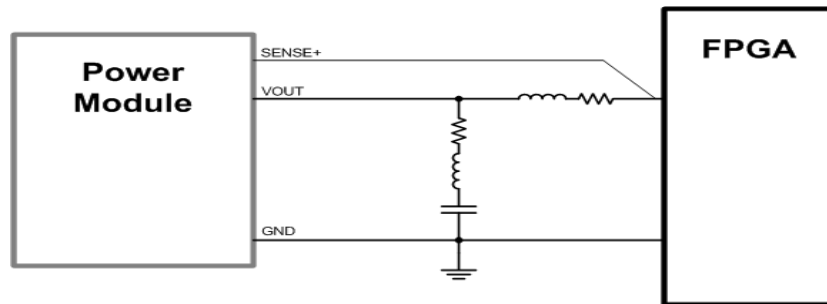 Power
Module
SENSE+
VOUT
GND
FPGA